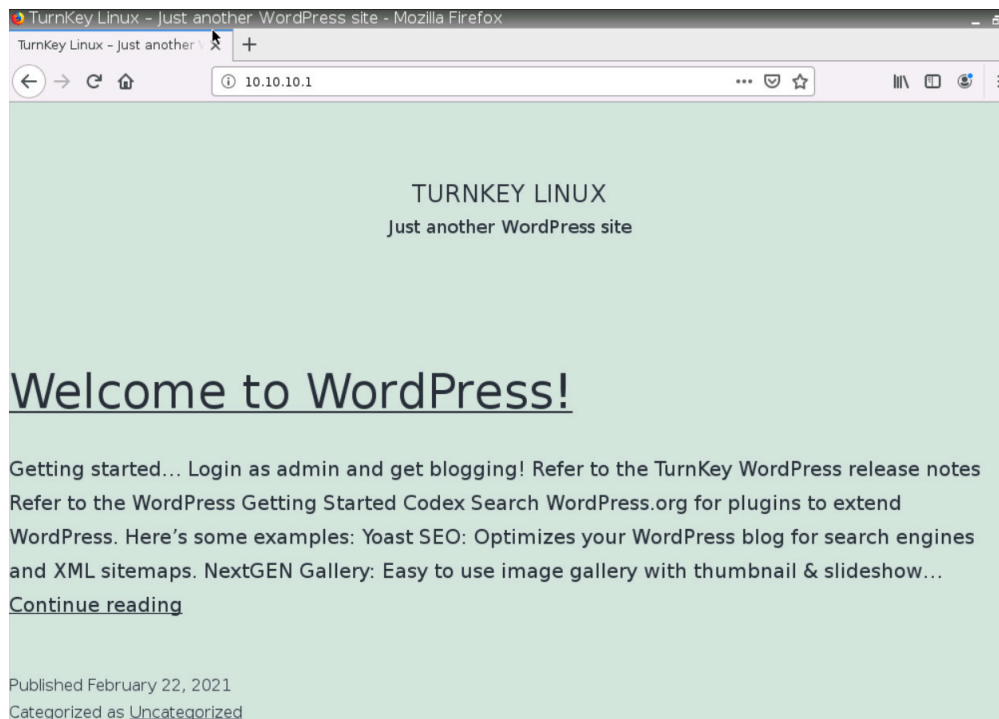 TurnKey Linux – Just another WordPress site - Mozilla Firefox
TurnKey Linux – Just another
10.10.10.1
TURNKEY LINUX
Just another WordPress site
Welcome to WordPress!
Getting started… Login as admin and get blogging! Refer to the TurnKey WordPress release notes
Refer to the WordPress Getting Started Codex Search WordPress.org for plugins to extend
WordPress. Here’s some examples: Yoast SEO: Optimizes your WordPress blog for search engines
and XML sitemaps. NextGEN Gallery: Easy to use image gallery with thumbnail & slideshow…
Continue reading
Published February 22, 2021
Categorized as Uncategorized